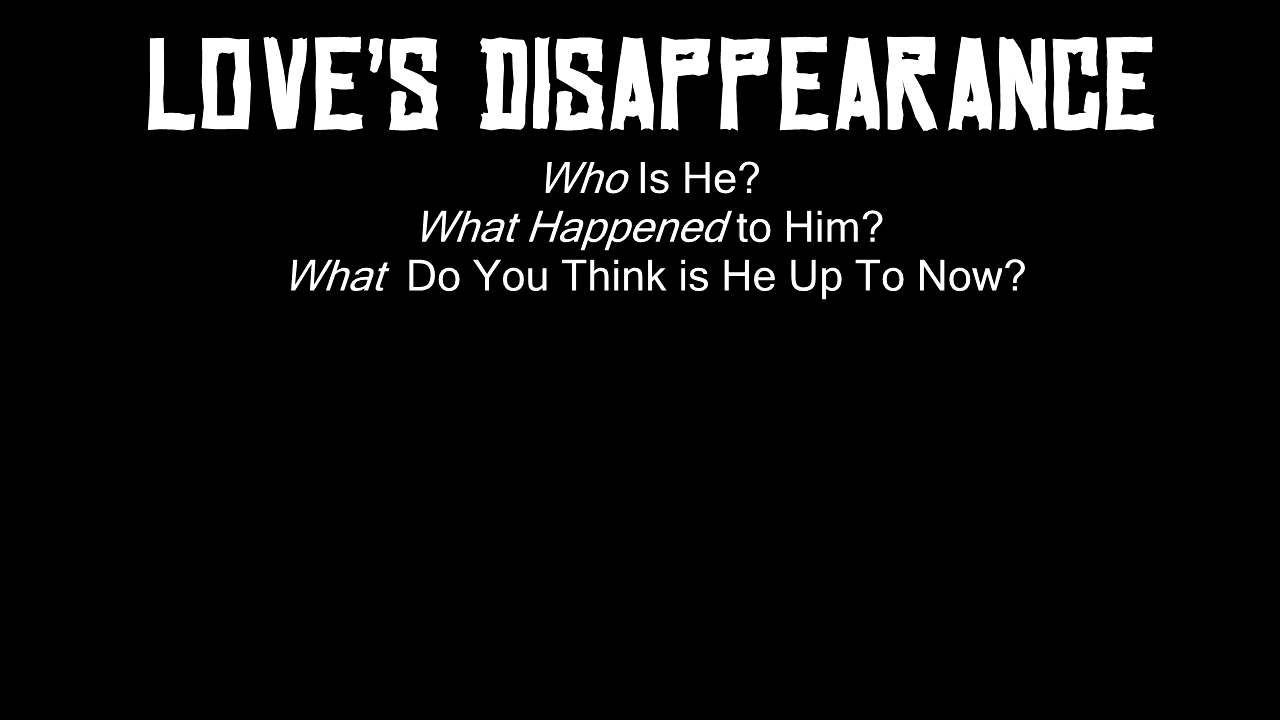 LOVE'S DISAPPEARANCE
Who Is He?
What Happened to Him?
What Do You Think is He Up To Now?